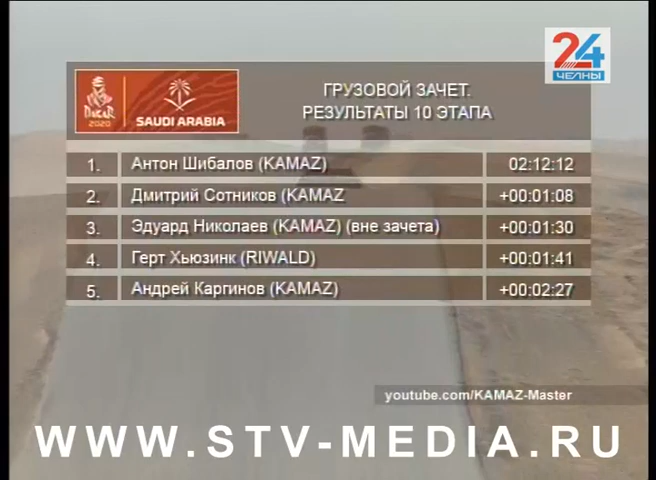 24
ЧЕЛНЫ
DAKAR
2020
SAUDI ARABIA
ГРУЗОВОЙ ЗАЧЕТ.
РЕЗУЛЬТАТЫ 10 ЭТАПА
1. Антон Шибалов (KAMAZ) 02:12:12
2. Дмитрий Сотников (KAMAZ +00:01:08
3. Эдуард Николаев (KAMAZ) (вне зачета) +00:01:30
4. Герт Хьюзинк (RIWALD) +00:01:41
5. Андрей Каргинов (KAMAZ) +00:02:27
youtube.com/KAMAZ-Master
WWW.STV-MEDIA.RU